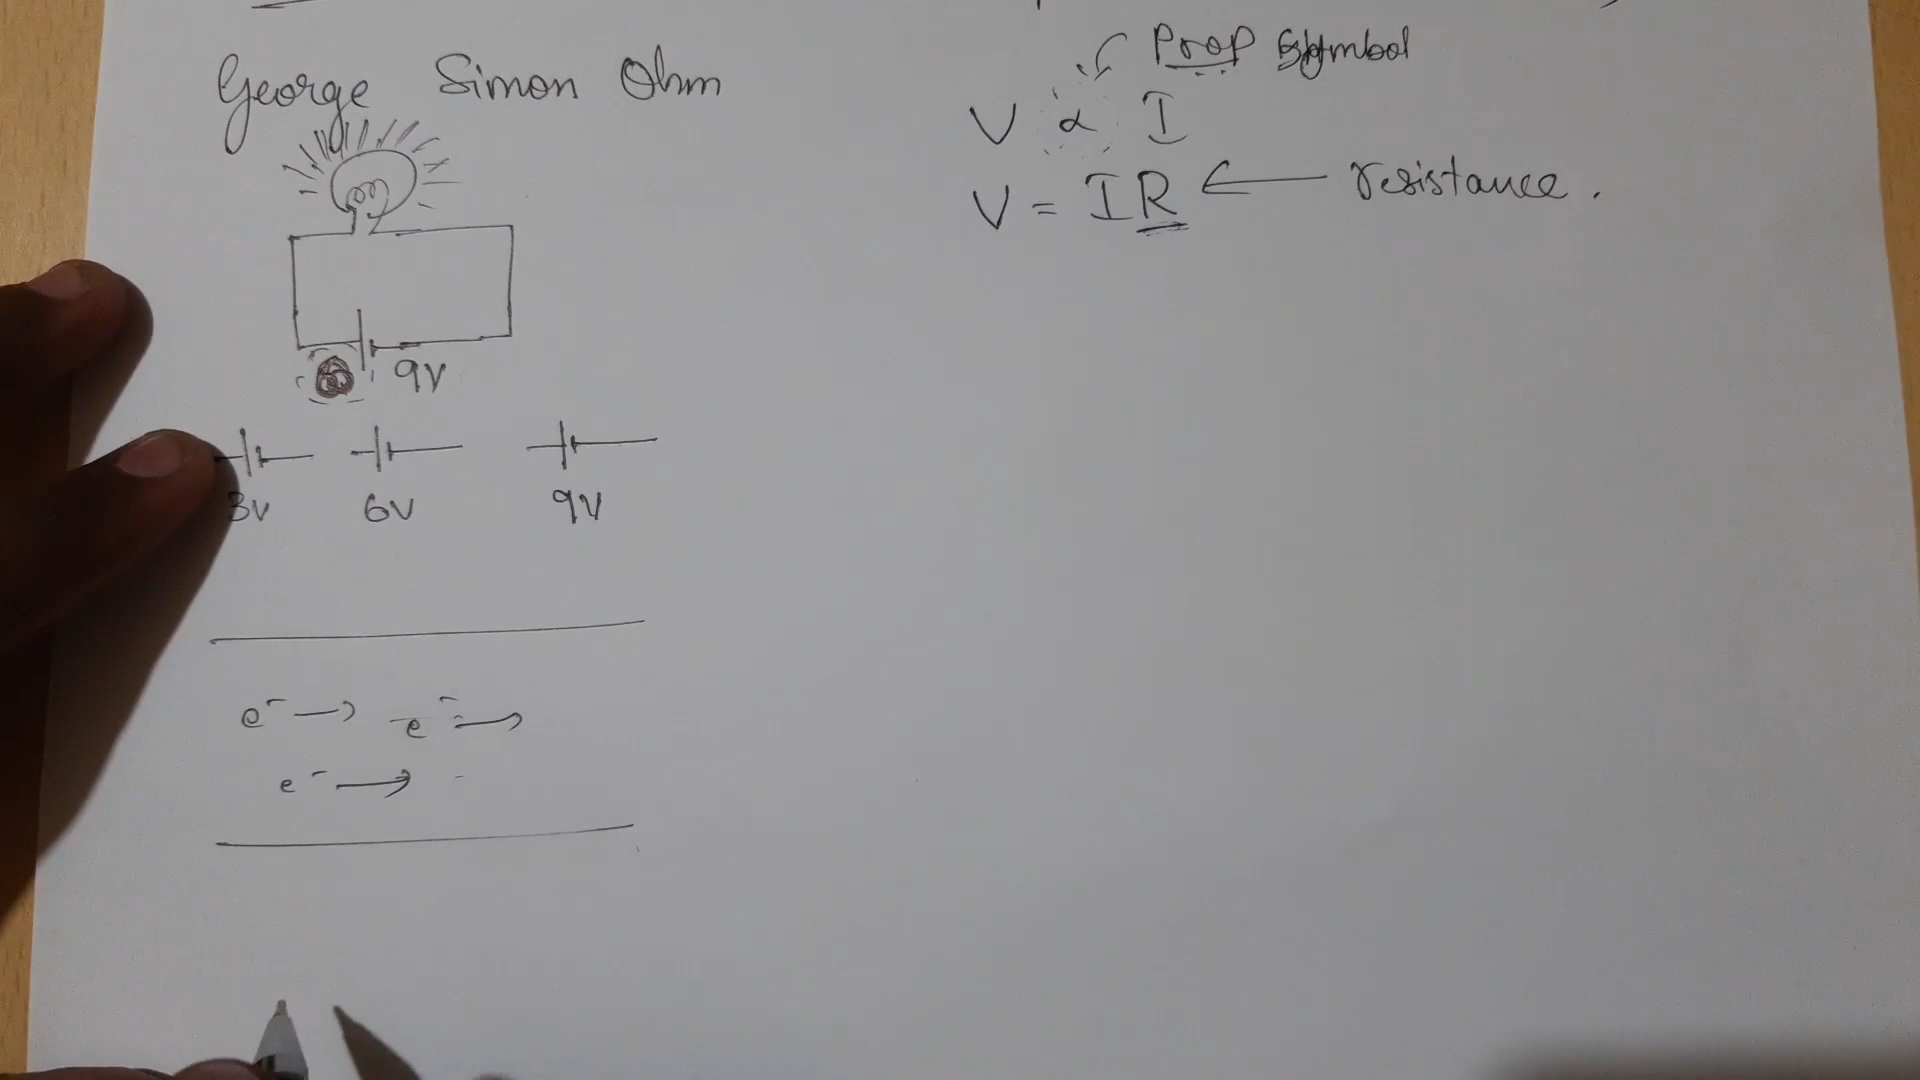 George Simon Ohm
9V
3V 6V 9V
e⁻ → e⁻ →
e⁻ →
Prop Symbol
V ∝ I
V = IR ← resistance.